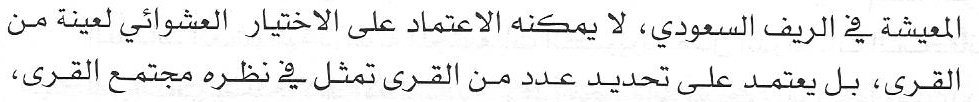 المعيشة في الريف السعودي، لا يمكنه الاعتماد على الاختيار العشوائي لعينة من
القرى، بل يعتمد على تحديد عدد من القرى تمثل في نظره مجتمع القرى،